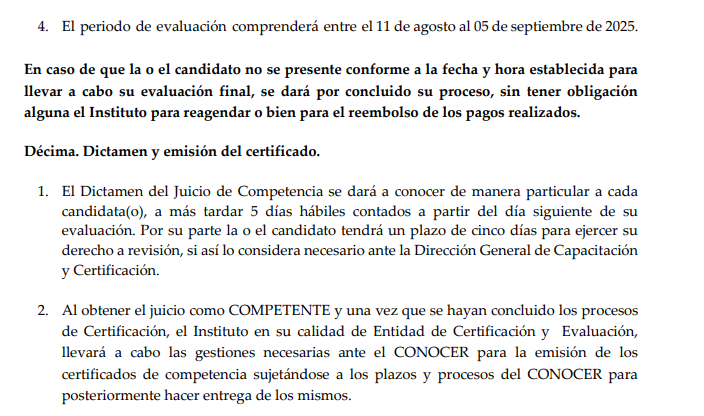 4. El periodo de evaluación comprenderá entre el 11 de agosto al 05 de septiembre de 2025.
En caso de que la o el candidato no se presente conforme a la fecha y hora establecida para
llevar a cabo su evaluación final, se dará por concluido su proceso, sin tener obligación
alguna el Instituto para reagendar o bien para el reembolso de los pagos realizados.
Décima. Dictamen y emisión del certificado.
1. El Dictamen del Juicio de Competencia se dará a conocer de manera particular a cada
candidata(o), a más tardar 5 días hábiles contados a partir del día siguiente de su
evaluación. Por su parte la o el candidato tendrá un plazo de cinco días para ejercer su
derecho a revisión, si así lo considera necesario ante la Dirección General de Capacitación
y Certificación.
2. Al obtener el juicio como COMPETENTE y una vez que se hayan concluido los procesos
de Certificación, el Instituto en su calidad de Entidad de Certificación y Evaluación,
llevará a cabo las gestiones necesarias ante el CONOCER para la emisión de los
certificados de competencia sujetándose a los plazos y procesos del CONOCER para
posteriormente hacer entrega de los mismos.